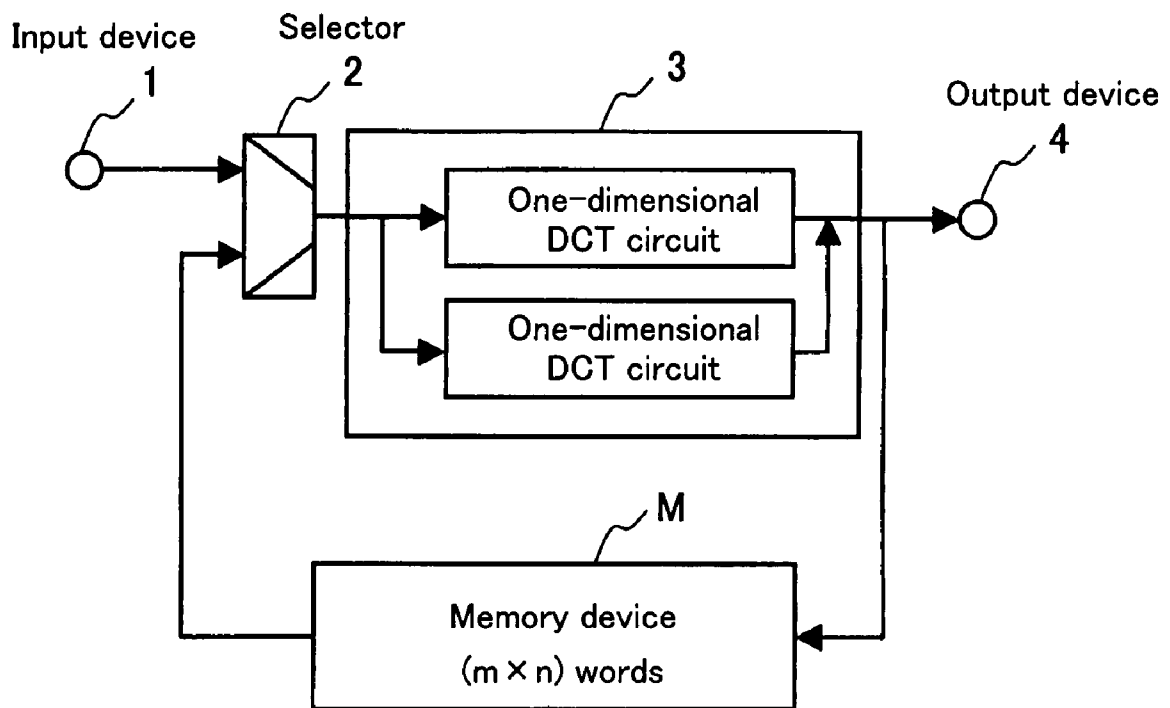 Input device
1
Selector
2
3
Output device
4
One-dimensional
DCT circuit
One-dimensional
DCT circuit
M
Memory device
(m×n) words